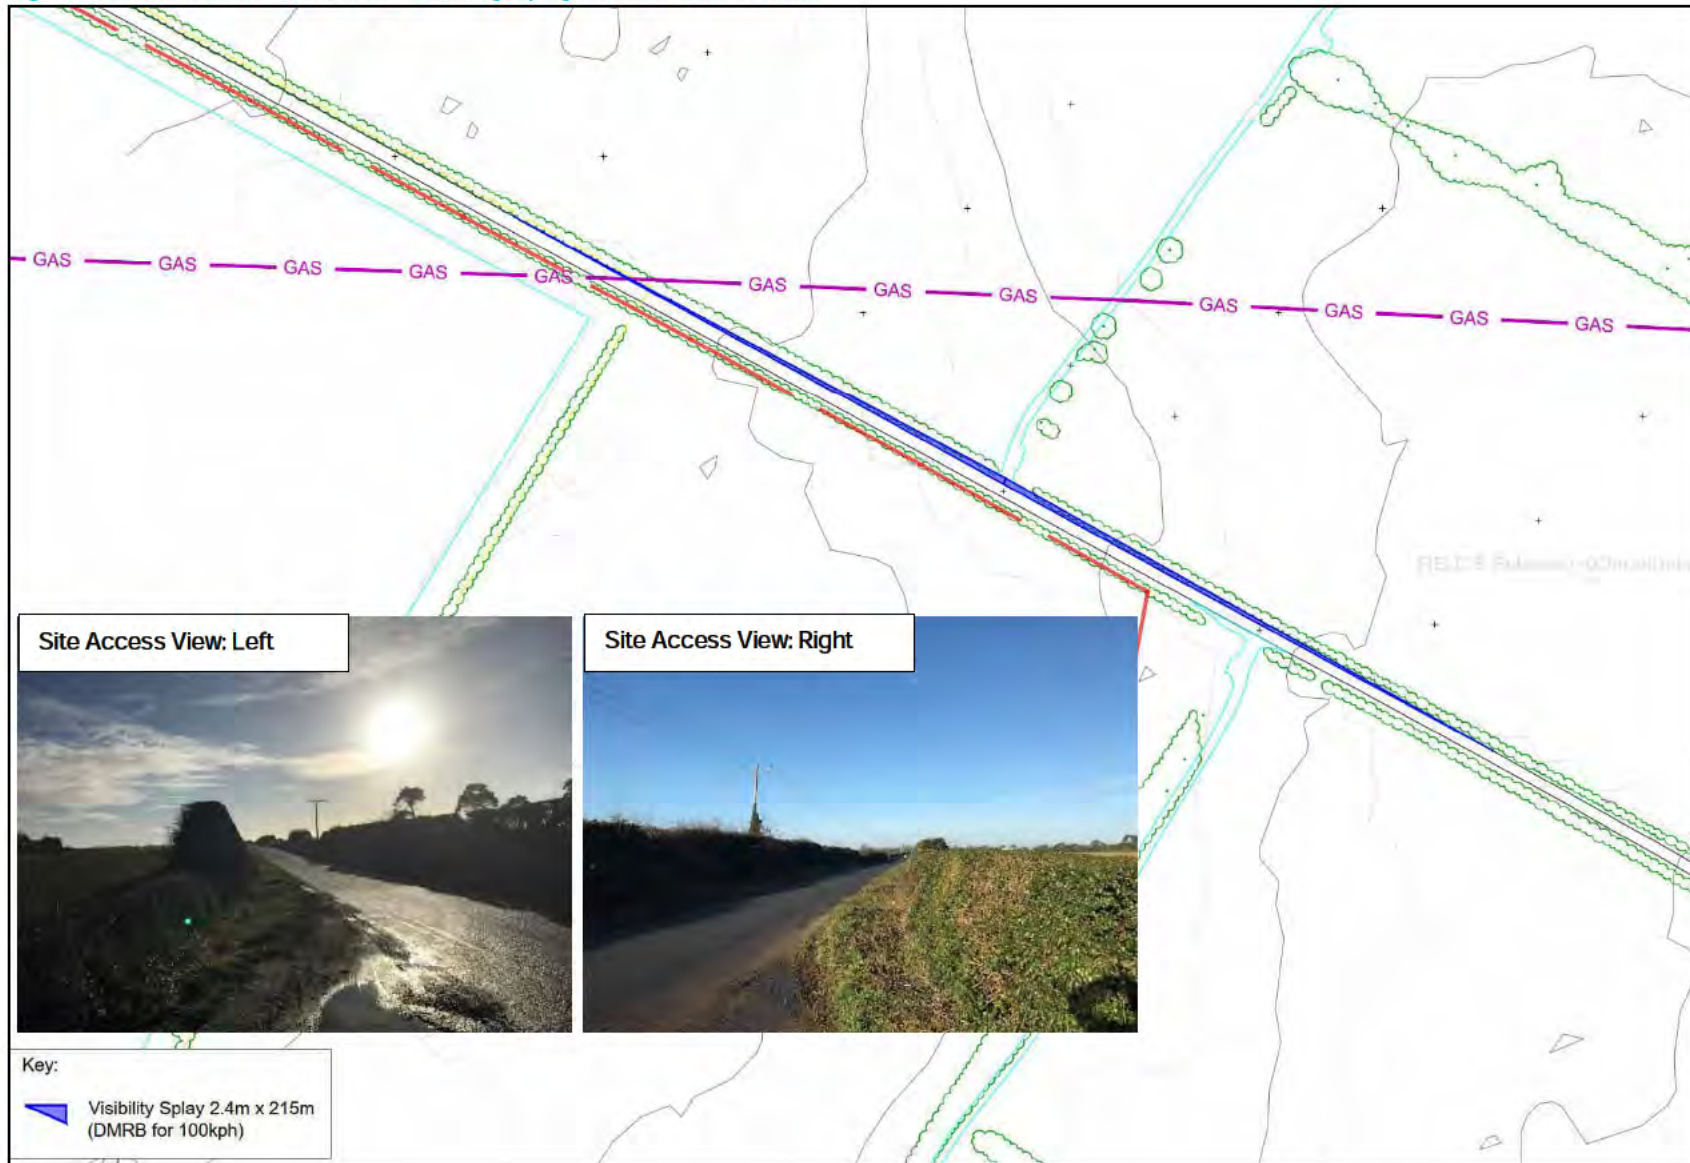 GAS GAS GAS GAS GAS GAS GAS GAS GAS GAS GAS GAS
Site Access View: Left
Site Access View: Right
Key:
Visibility Splay 2.4m x 215m
(DMRB for 100kph)